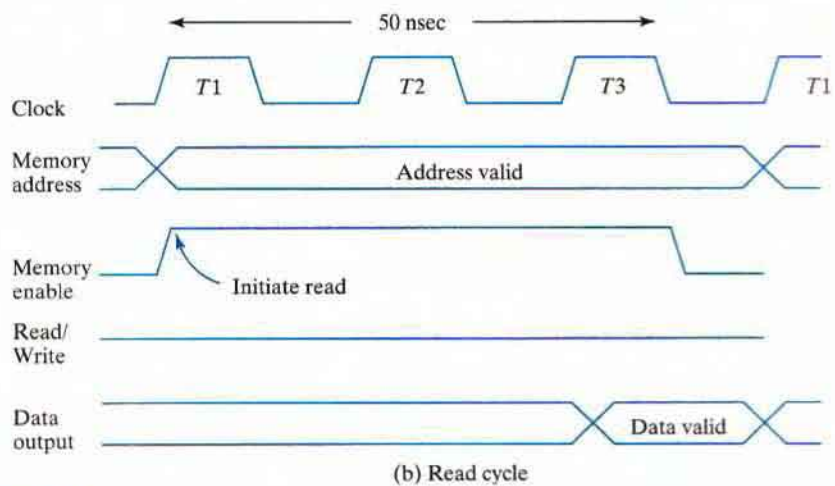 50 nsec
T1 T2 T3 T1
Clock
Memory
address
Address valid
Memory
enable
Initiate read
Read/
Write
Data
output
Data valid
(b) Read cycle